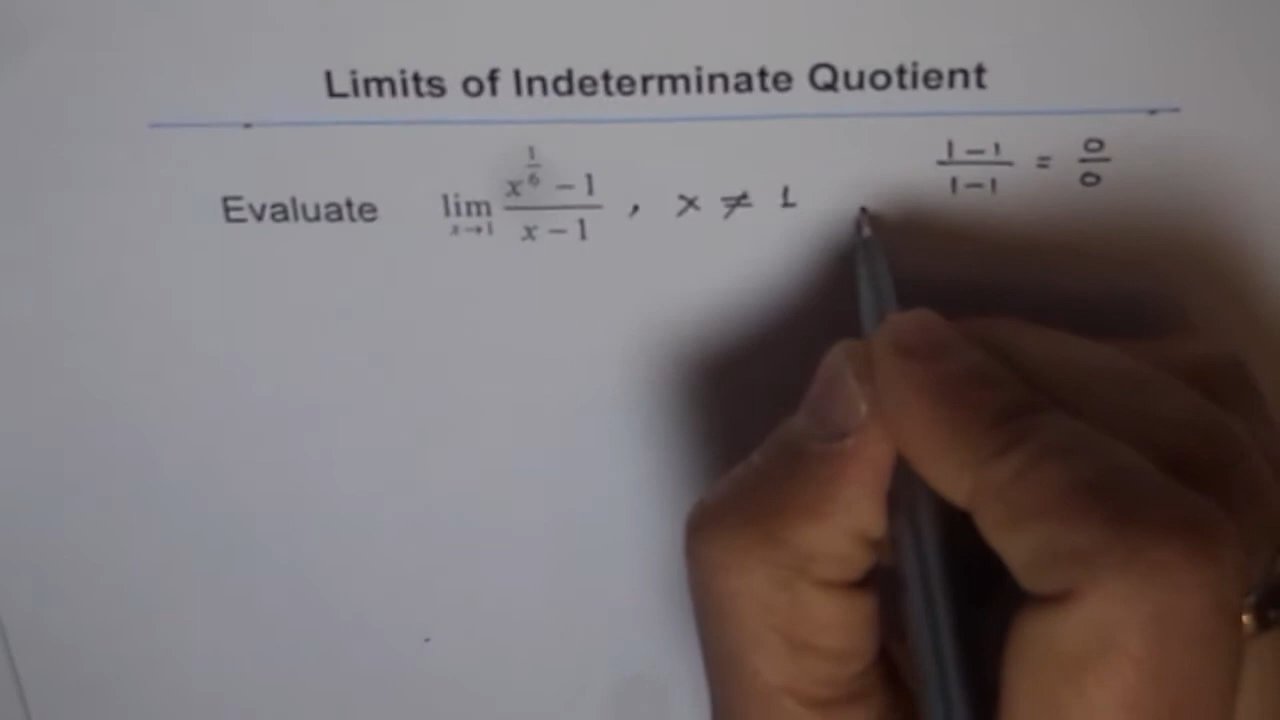 Limits of Indeterminate Quotient
Evaluate lim x→1 (x^(1/6) − 1)/(x − 1) , x ≠ 1 (1−1)/(1−1) = 0/0